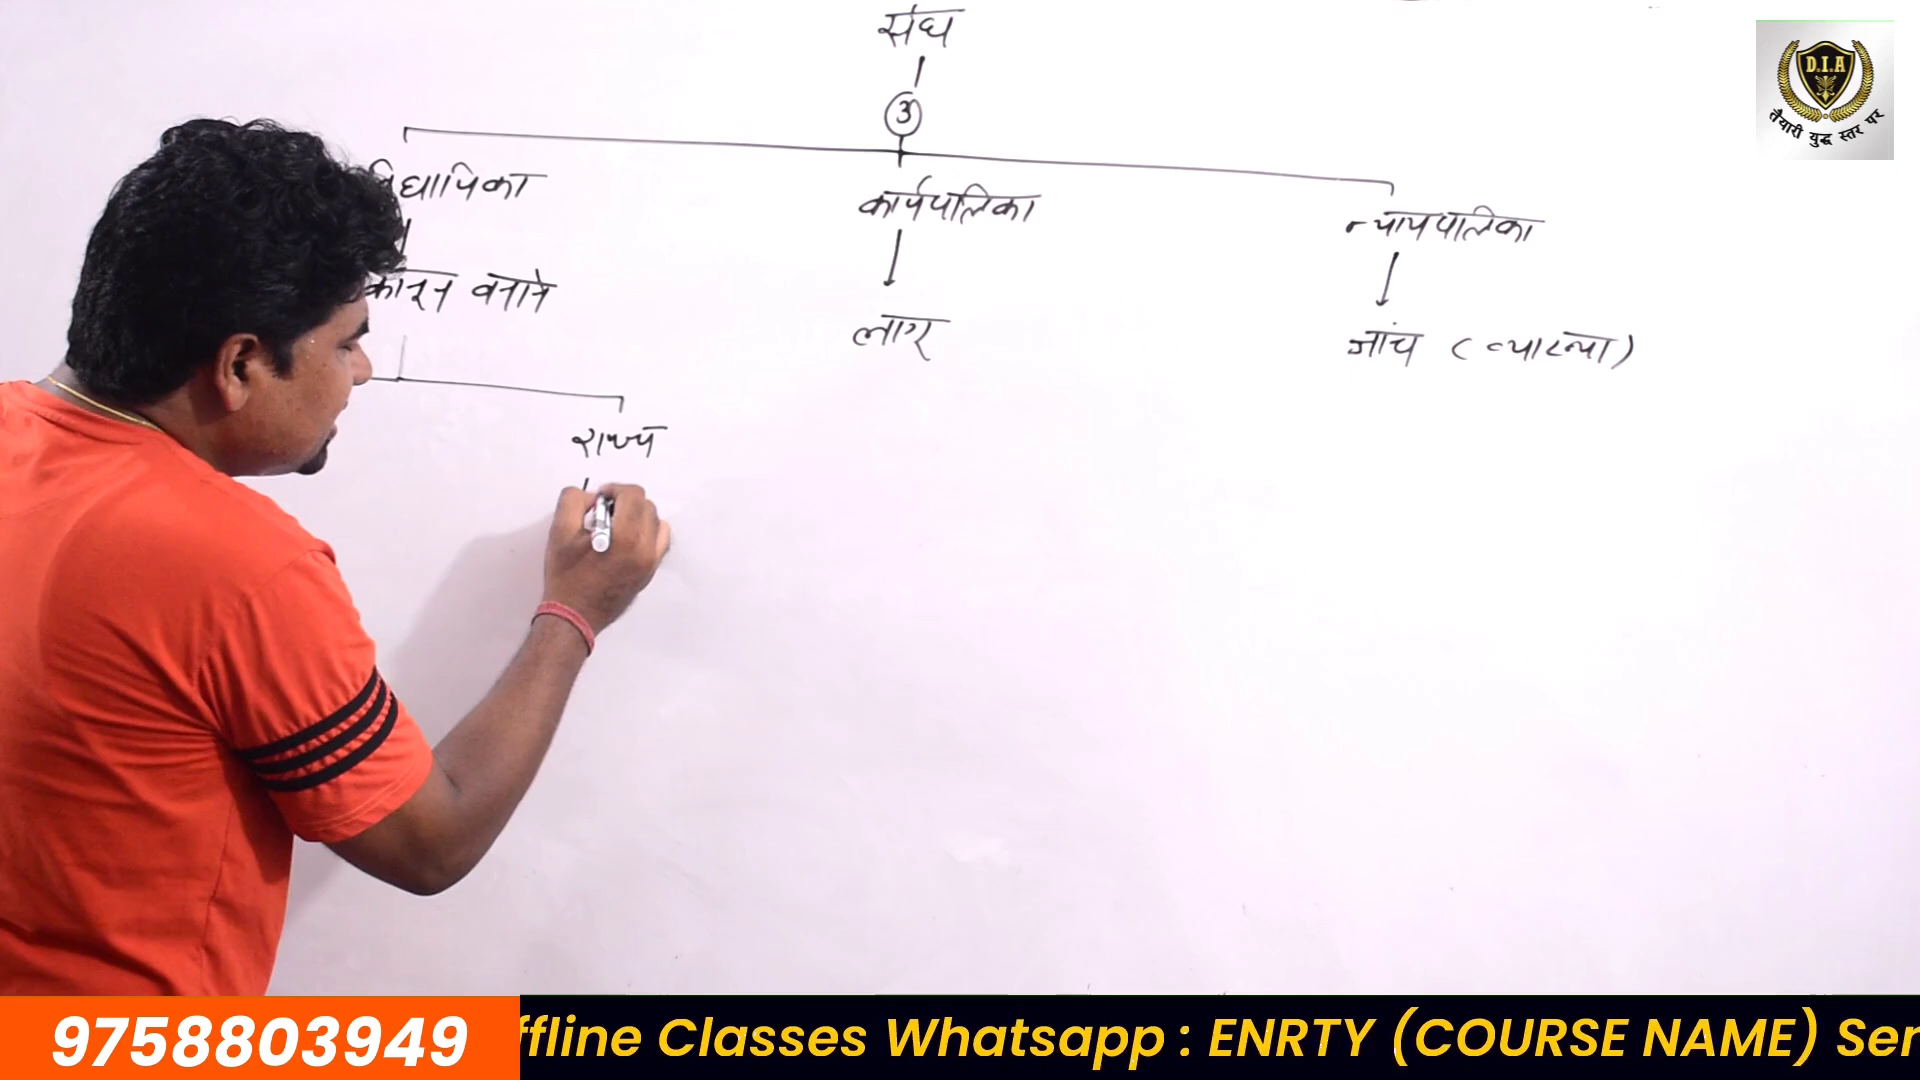 संघ
3
विधायिका
कार्यपालिका
न्यायपालिका
कानून बनाने
लागू
जांच (व्याख्या)
राज्य
D.I.A
तैयारी युद्ध स्तर पर
9758803949
ffline Classes Whatsapp : ENRTY (COURSE NAME) Ser